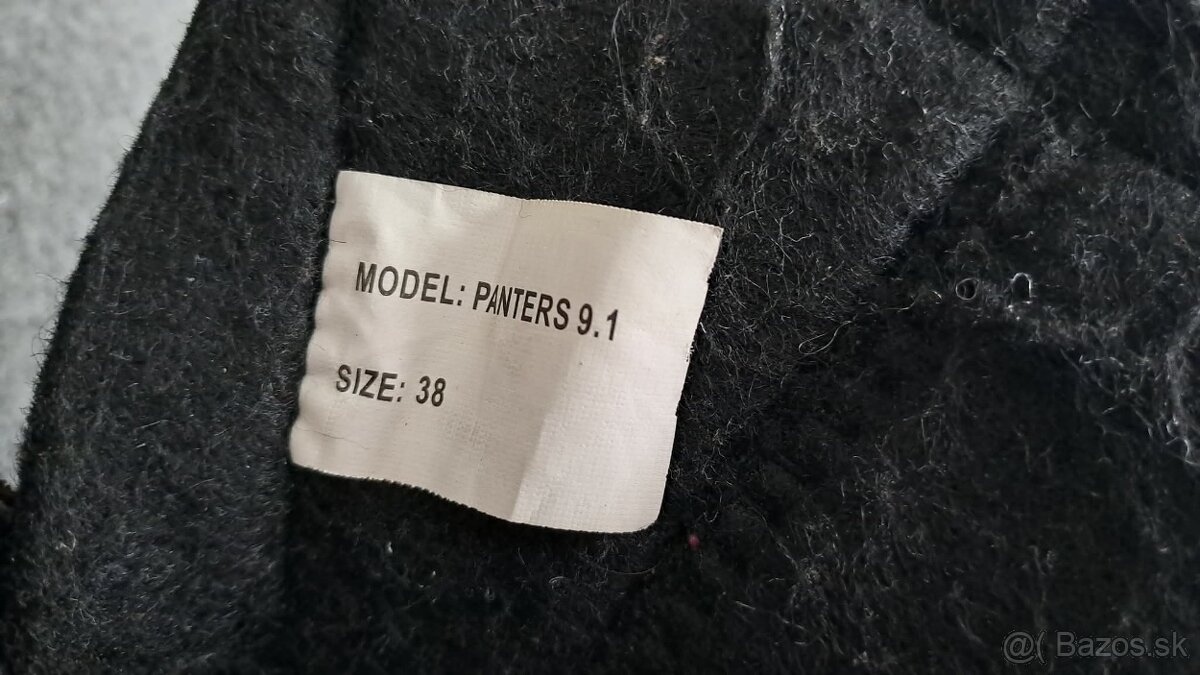 MODEL: PANTERS 9.1
SIZE: 38
@( Bazos.sk